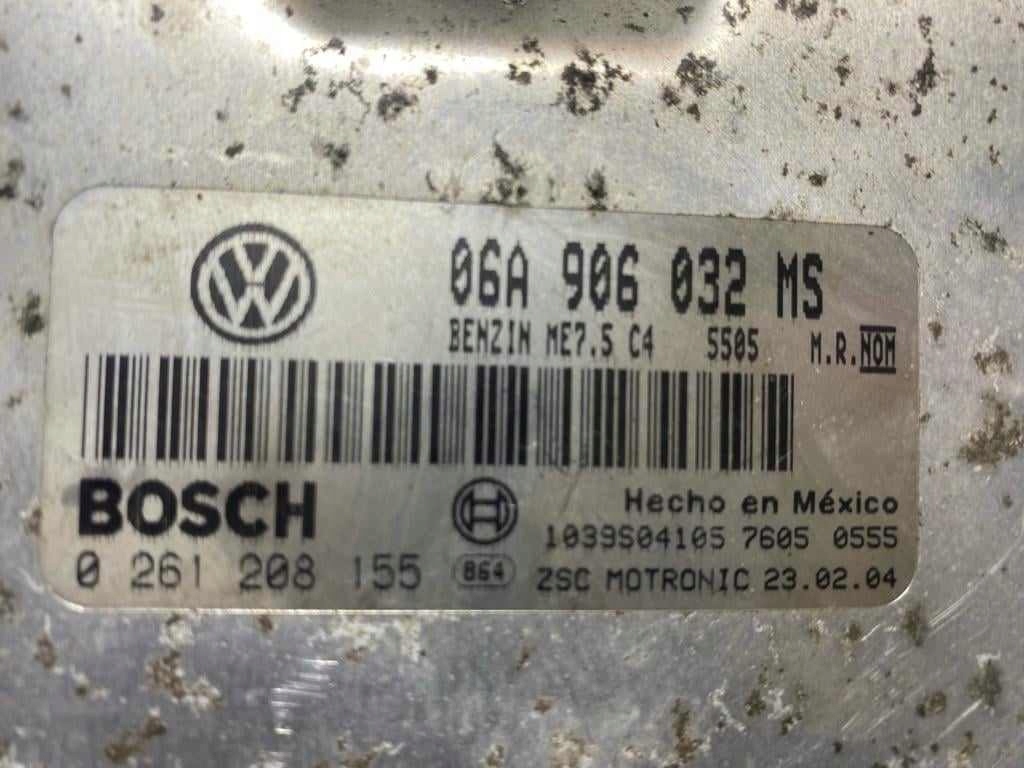 06A 906 032 MS
BENZIN ME7.5 C4 5505 M.R.NOM
BOSCH
Hecho en México
1039S04105 7605 0555
0 261 208 155 864 ZSC MOTRONIC 23.02.04